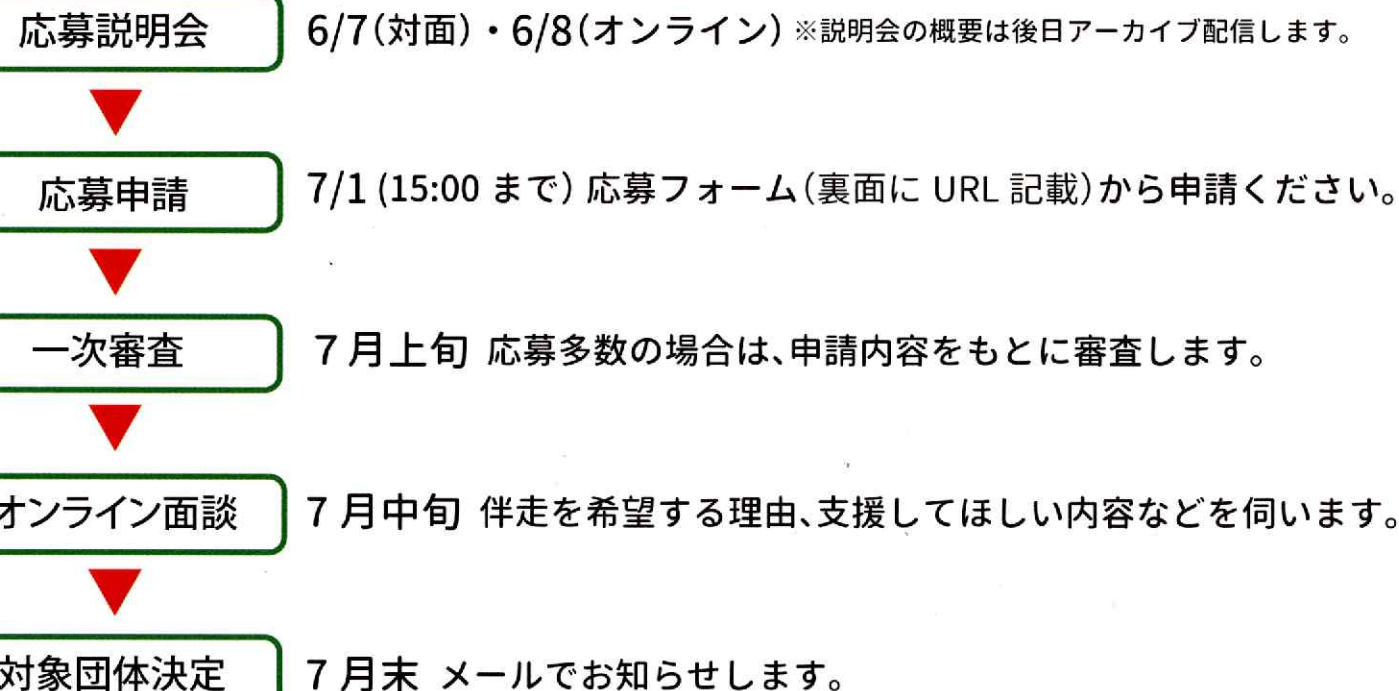 応募説明会 6/7(対面)・6/8(オンライン) ※説明会の概要は後日アーカイブ配信します。
応募申請 7/1 (15:00 まで) 応募フォーム(裏面に URL 記載)から申請ください。
一次審査 7月上旬 応募多数の場合は、申請内容をもとに審査します。
オンライン面談 7月中旬 伴走を希望する理由、支援してほしい内容などを伺います。
対象団体決定 7月末 メールでお知らせします。